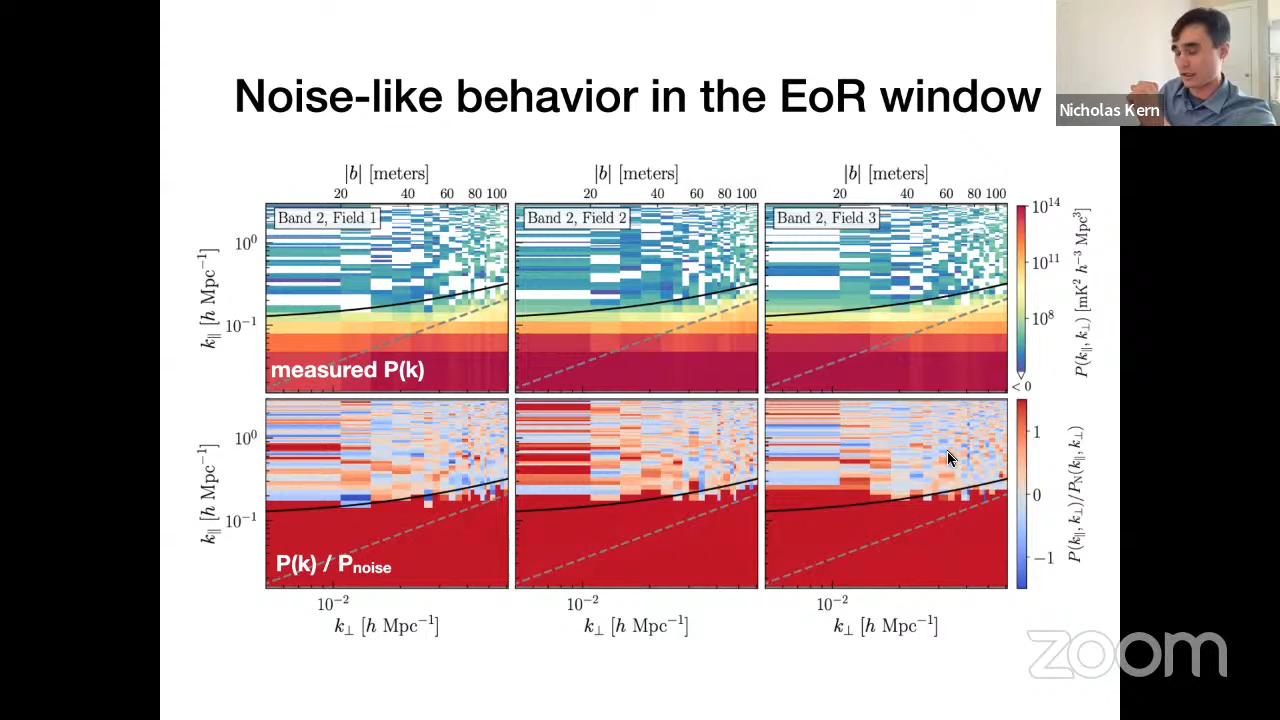 Noise-like behavior in the EoR window
Nicholas Kern
|b| [meters]
|b| [meters]
|b| [meters]
20 40 60 80 100
20 40 60 80 100
20 40 60 80 100
Band 2, Field 1
Band 2, Field 2
Band 2, Field 3
10⁰
10⁻¹
k∥ [h Mpc⁻¹]
measured P(k)
10¹⁴
10¹¹
10⁸
< 0
P(k∥, k⊥) [mK² h⁻³ Mpc³]
10⁰
10⁻¹
k∥ [h Mpc⁻¹]
P(k) / Pnoise
1
0
−1
P(k∥, k⊥)/PN(k∥, k⊥)
10⁻²
10⁻²
10⁻²
k⊥ [h Mpc⁻¹]
k⊥ [h Mpc⁻¹]
k⊥ [h Mpc⁻¹]
zoom